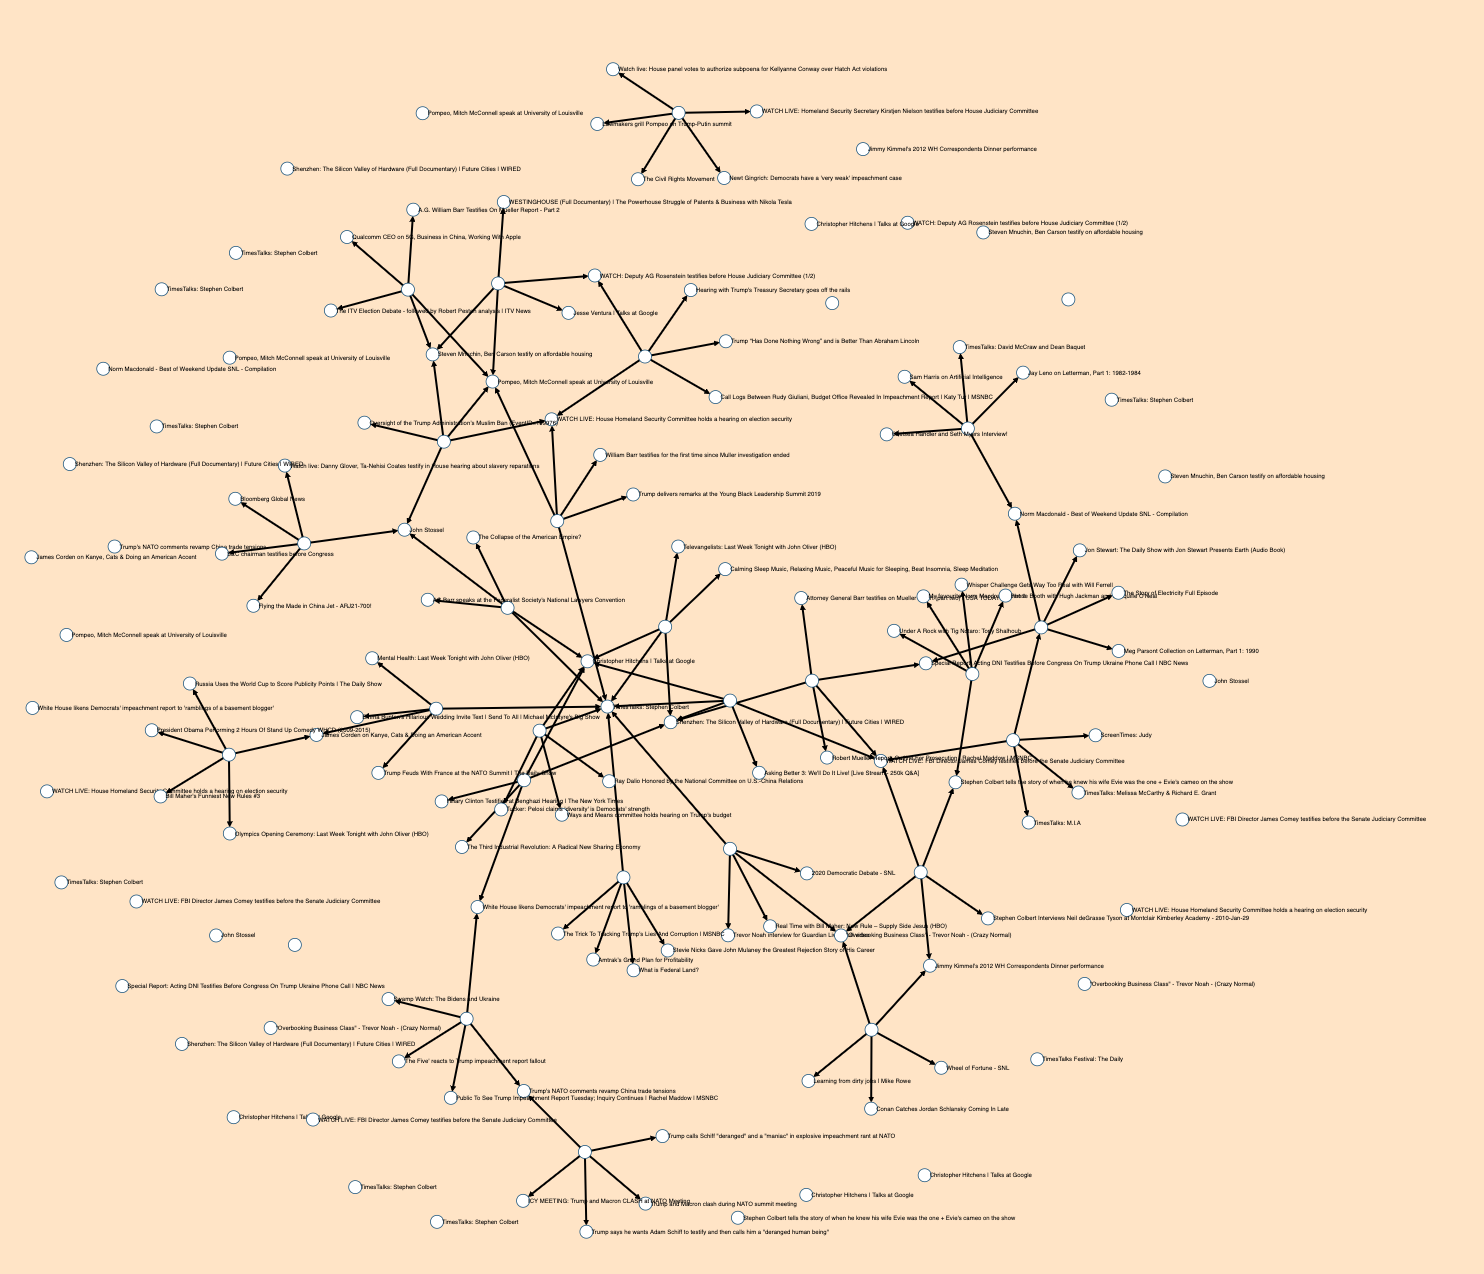 Watch live: House panel votes to authorize subpoena for Kellyanne Conway over Hatch Act violations
Pompeo, Mitch McConnell speak at University of Louisville
WATCH LIVE: Homeland Security Secretary Kirstjen Nielson testifies before House Judiciary Committee
grill Pompeo on Trump-Putin summit
Jimmy Kimmel's 2012 WH Correspondents Dinner performance
Shenzhen: The Silicon Valley of Hardware (Full Documentary) | Future Cities | WIRED
The Civil Rights Movement
Newt Gingrich: Democrats have a 'very weak' impeachment case
WESTINGHOUSE (Full Documentary) | The Powerhouse Struggle of Patents & Business with Nikola Tesla
A.G. William Barr Testifies On Mueller Report - Part 2
Christopher Hitchens | Talks at Google
WATCH: Deputy AG Rosenstein testifies before House Judiciary Committee (1/2)
Steven Mnuchin, Ben Carson testify on affordable housing
Qualcomm CEO on 5G, Business in China, Working With Apple
TimesTalks: Stephen Colbert
WATCH: Deputy AG Rosenstein testifies before House Judiciary Committee (1/2)
TimesTalks: Stephen Colbert
Hearing with Trump's Treasury Secretary goes off the rails
The ITV Election Debate - followed by Robert Peston analysis | ITV News
Jesse Ventura | Talks at Google
Trump "Has Done Nothing Wrong" and is Better Than Abraham Lincoln
TimesTalks: David McCraw and Dean Baquet
Steven Mnuchin, Ben Carson testify on affordable housing
Pompeo, Mitch McConnell speak at University of Louisville
Norm Macdonald - Best of Weekend Update SNL - Compilation
Sam Harris on Artificial Intelligence
Jay Leno on Letterman, Part 1: 1982-1984
Pompeo, Mitch McConnell speak at University of Louisville
Call Logs Between Rudy Giuliani, Budget Office Revealed In Impeachment Report | Katy Tur | MSNBC
TimesTalks: Stephen Colbert
WATCH LIVE: House Homeland Security Committee holds a hearing on election security
Oversight of the Trump Administration's Muslim Ban
TimesTalks: Stephen Colbert
Handler and Seth Meyers Interview!
William Barr testifies for the first time since Muller investigation ended
Shenzhen: The Silicon Valley of Hardware (Full Documentary) | Future Cities | WIRED
Watch live: Danny Glover, Ta-Nehisi Coates testify in House hearing about slavery reparations
Steven Mnuchin, Ben Carson testify on affordable housing
Trump delivers remarks at the Young Black Leadership Summit 2019
Bloomberg Global News
Norm Macdonald - Best of Weekend Update SNL - Compilation
John Stossel
The Collapse of the American Empire?
Trump's NATO comments revamp China trade tensions
chairman testifies before Congress
James Corden on Kanye, Cats & Doing an American Accent
Televangelists: Last Week Tonight with John Oliver (HBO)
Jon Stewart: The Daily Show with Jon Stewart Presents Earth (Audio Book)
Calming Sleep Music, Relaxing Music, Peaceful Music for Sleeping, Beat Insomnia, Sleep Meditation
Whisper Challenge Gets Way Too Real with Will Ferrell
The Story of Electricity Full Episode
Attorney General Barr testifies on Mueller
Booth with Hugh Jackman
Barr speaks at the Federalist Society's National Lawyers Convention
Flying the Made in China Jet - ARJ21-700!
Under A Rock with Tig Notaro: Tony Shalhoub
Pompeo, Mitch McConnell speak at University of Louisville
Meg Parsont Collection on Letterman, Part 1: 1990
Mental Health: Last Week Tonight with John Oliver (HBO)
Christopher Hitchens | Talks at Google
Special Report: Acting DNI Testifies Before Congress On Trump Ukraine Phone Call | NBC News
John Stossel
Russia Uses the World Cup to Score Publicity Points | The Daily Show
White House likens Democrats' impeachment report to 'ramblings of a basement blogger'
TimesTalks: Stephen Colbert
Hilarious Wedding Invite Text | Send To All | Michael McIntyre's Big Show
Shenzhen: The Silicon Valley of Hardware (Full Documentary) | Future Cities | WIRED
President Obama Performing 2 Hours Of Stand Up Comedy
James Corden on Kanye, Cats & Doing an American Accent
ScreenTimes: Judy
Robert Mueller
WATCH LIVE: FBI Director James Comey testifies before the Senate Judiciary Committee
Trump Feuds With France at the NATO Summit | The Daily Show
Asking Better 3: We'll Do It Live! [Live Stream - 250k Q&A]
Ray Dalio Honored by the National Committee on U.S.-China Relations
Stephen Colbert tells the story of when he knew his wife Evie was the one + Evie's cameo on the show
WATCH LIVE: House Homeland Security Committee holds a hearing on election security
Bill Maher's Funniest New Rules #3
TimesTalks: Melissa McCarthy & Richard E. Grant
Hillary Clinton Testifies at Benghazi Hearing | The New York Times
Tucker: Pelosi claims 'diversity' is Democrats' strength
Ways and Means committee holds hearing on Trump's budget
WATCH LIVE: FBI Director James Comey testifies before the Senate Judiciary Committee
TimesTalks: M.I.A
Olympics Opening Ceremony: Last Week Tonight with John Oliver (HBO)
The Third Industrial Revolution: A Radical New Sharing Economy
2020 Democratic Debate - SNL
TimesTalks: Stephen Colbert
WATCH LIVE: FBI Director James Comey testifies before the Senate Judiciary Committee
White House likens Democrats' impeachment report to 'ramblings of a basement blogger'
WATCH LIVE: House Homeland Security Committee holds a hearing on election security
Stephen Colbert Interviews Neil deGrasse Tyson at Montclair Kimberley Academy - 2010-Jan-29
Real Time with Bill Maher: New Rule – Supply Side Jesus (HBO)
John Stossel
The Trick To Tracking Trump's Lies And Corruption | MSNBC
Trevor Noah interview for Guardian Live
"Overbooking Business Class" - Trevor Noah - (Crazy Normal)
Stevie Nicks Gave John Mulaney the Greatest Rejection Story of His Career
Amtrak's Grand Plan for Profitability
Jimmy Kimmel's 2012 WH Correspondents Dinner performance
What is Federal Land?
Special Report: Acting DNI Testifies Before Congress On Trump Ukraine Phone Call | NBC News
"Overbooking Business Class" - Trevor Noah - (Crazy Normal)
Swamp Watch: The Bidens and Ukraine
"Overbooking Business Class" - Trevor Noah - (Crazy Normal)
Shenzhen: The Silicon Valley of Hardware (Full Documentary) | Future Cities | WIRED
'The Five' reacts to Trump impeachment report fallout
TimesTalks Festival: The Daily
Wheel of Fortune - SNL
Learning from dirty jobs | Mike Rowe
Trump's NATO comments revamp China trade tensions
Public To See Trump Impeachment Report Tuesday; Inquiry Continues | Rachel Maddow | MSNBC
Conan Catches Jordan Schlansky Coming In Late
Christopher Hitchens | Talks at Google
WATCH LIVE: FBI Director James Comey testifies before the Senate Judiciary Committee
Trump calls Schiff "deranged" and a "maniac" in explosive impeachment rant at NATO
Christopher Hitchens | Talks at Google
TimesTalks: Stephen Colbert
Christopher Hitchens | Talks at Google
ICY MEETING: Trump and Macron CLASH at NATO Meeting
Trump and Macron clash during NATO summit meeting
Stephen Colbert tells the story of when he knew his wife Evie was the one + Evie's cameo on the show
TimesTalks: Stephen Colbert
Trump says he wants Adam Schiff to testify and then calls him a "deranged human being"